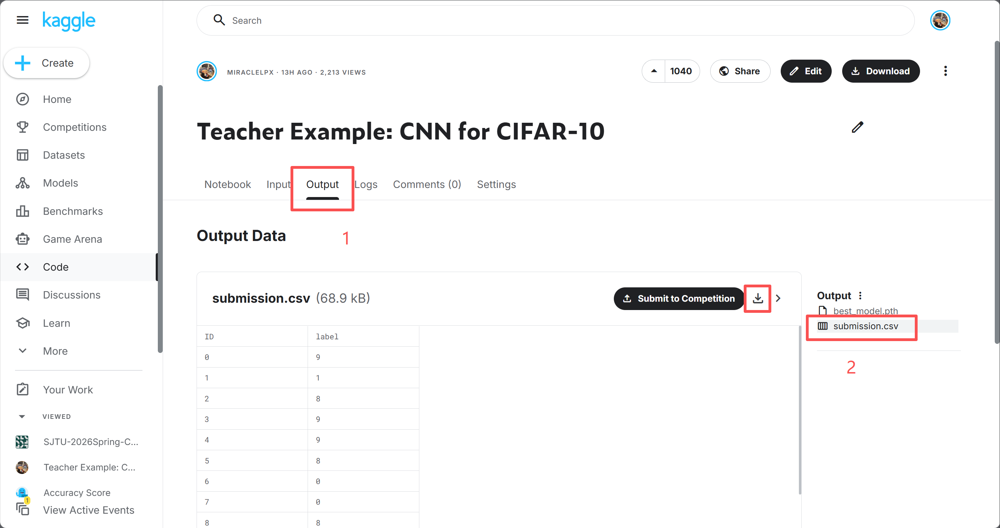 kaggle
Search
Create
Home
Competitions
Datasets
Models
Benchmarks
Game Arena
Code
Discussions
Learn
More
Your Work
VIEWED
SJTU-2026Spring-C...
Teacher Example: C...
Accuracy Score
1
View Active Events
MIRACLELPX · 13H AGO · 2,213 VIEWS
1040
Share
Edit
Download
Teacher Example: CNN for CIFAR-10
Notebook Input Output Logs Comments (0) Settings
Output Data
1
submission.csv (68.9 kB)
Submit to Competition
ID label
0 9
1 1
2 8
3 9
4 9
5 8
6 0
7 0
8 8
Output
best_model.pth
submission.csv
2